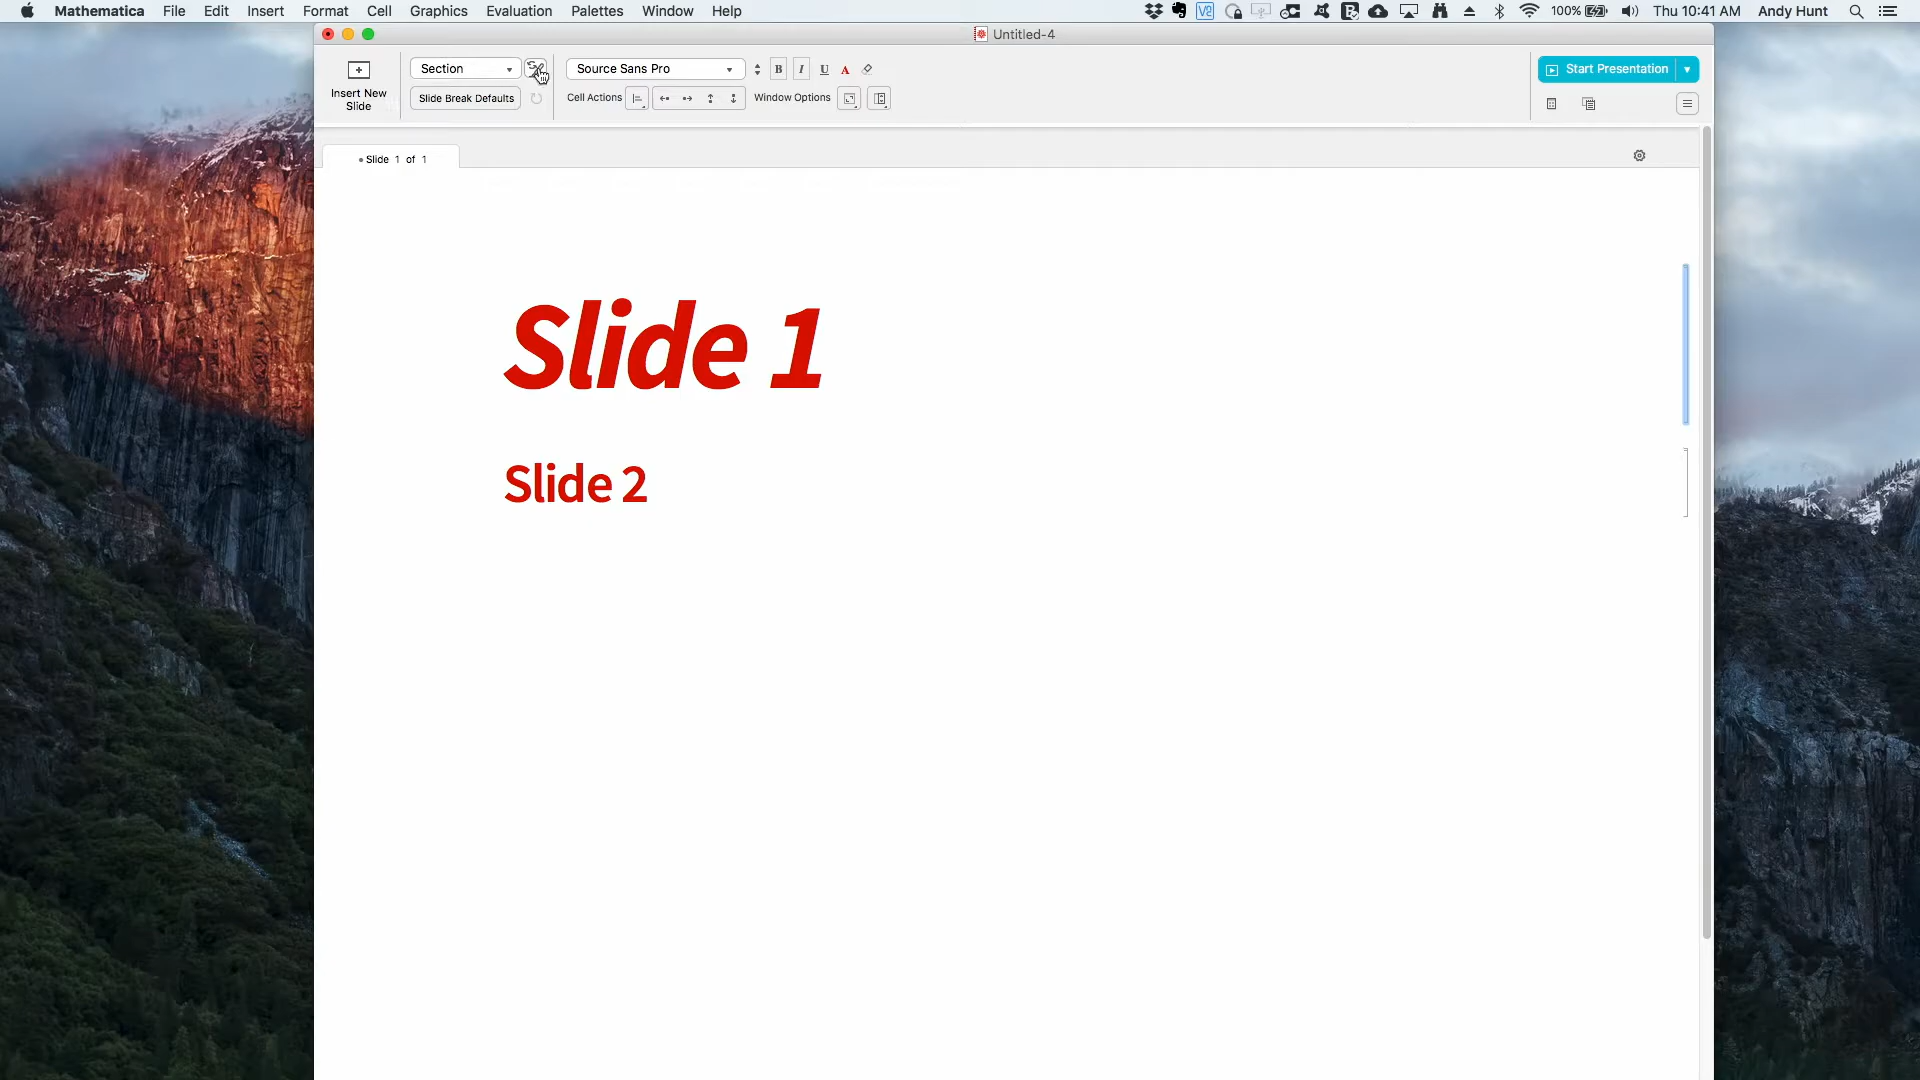 Mathematica File Edit Insert Format Cell Graphics Evaluation Palettes Window Help 100% Thu 10:41 AM Andy Hunt
Untitled-4
Insert New
Slide
Section
Slide Break Defaults
Source Sans Pro
B I U A
Cell Actions
Window Options
Start Presentation
Slide 1 of 1
Slide 1
Slide 2